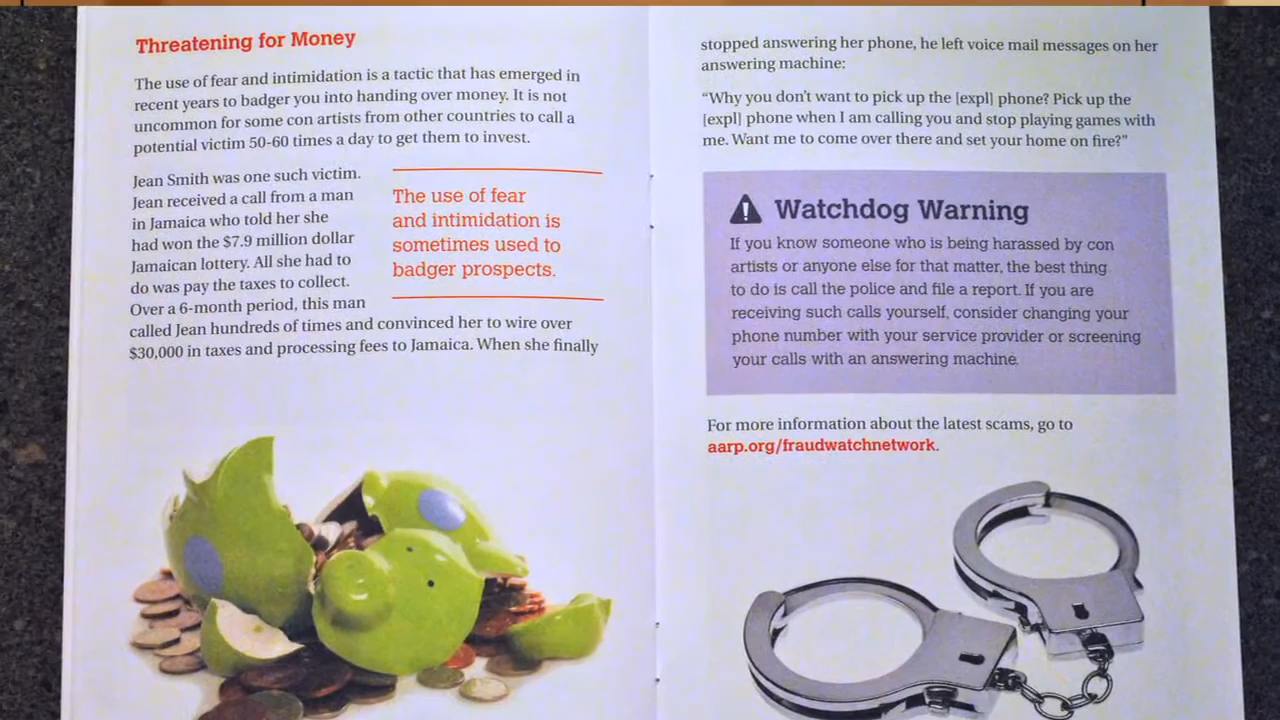 Threatening for Money
The use of fear and intimidation is a tactic that has emerged in
recent years to badger you into handing over money. It is not
uncommon for some con artists from other countries to call a
potential victim 50-60 times a day to get them to invest.
Jean Smith was one such victim.
Jean received a call from a man
in Jamaica who told her she
had won the $7.9 million dollar
Jamaican lottery. All she had to
do was pay the taxes to collect.
Over a 6-month period, this man
called Jean hundreds of times and convinced her to wire over
$30,000 in taxes and processing fees to Jamaica. When she finally
The use of fear
and intimidation is
sometimes used to
badger prospects.
stopped answering her phone, he left voice mail messages on her
answering machine:
“Why you don’t want to pick up the [expl] phone? Pick up the
[expl] phone when I am calling you and stop playing games with
me. Want me to come over there and set your home on fire?”
Watchdog Warning
If you know someone who is being harassed by con
artists or anyone else for that matter, the best thing
to do is call the police and file a report. If you are
receiving such calls yourself, consider changing your
phone number with your service provider or screening
your calls with an answering machine.
For more information about the latest scams, go to
aarp.org/fraudwatchnetwork.